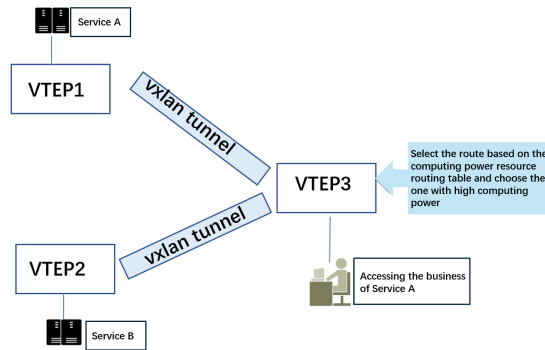 Service A
VTEP1
vxlan tunnel
VTEP3
Select the route based on the
computing power resource
routing table and choose the
one with high computing
power
vxlan tunnel
VTEP2
Accessing the business
of Service A
Service B